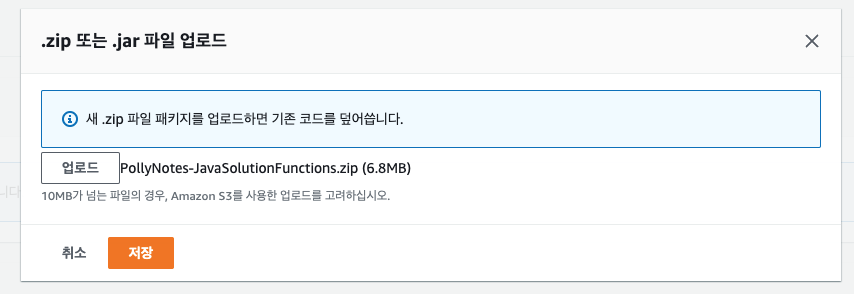 .zip 또는 .jar 파일 업로드
새 .zip 파일 패키지를 업로드하면 기존 코드를 덮어씁니다.
업로드 PollyNotes-JavaSolutionFunctions.zip (6.8MB)
니다
10MB가 넘는 파일의 경우, Amazon S3를 사용한 업로드를 고려하십시오.
취소 저장